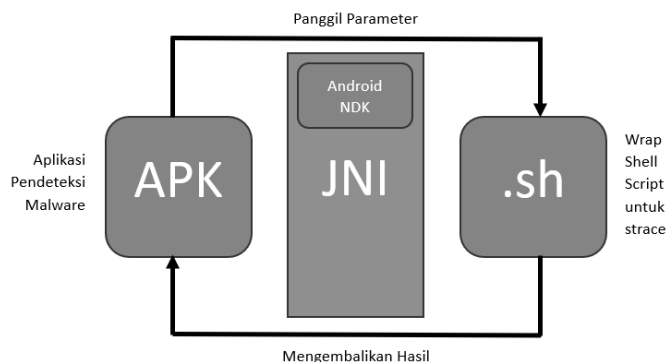 Panggil Parameter
Android
NDK
Aplikasi
Pendeteksi
Malware
APK
JNI
.sh
Wrap
Shell
Script
untuk
strace
Mengembalikan Hasil